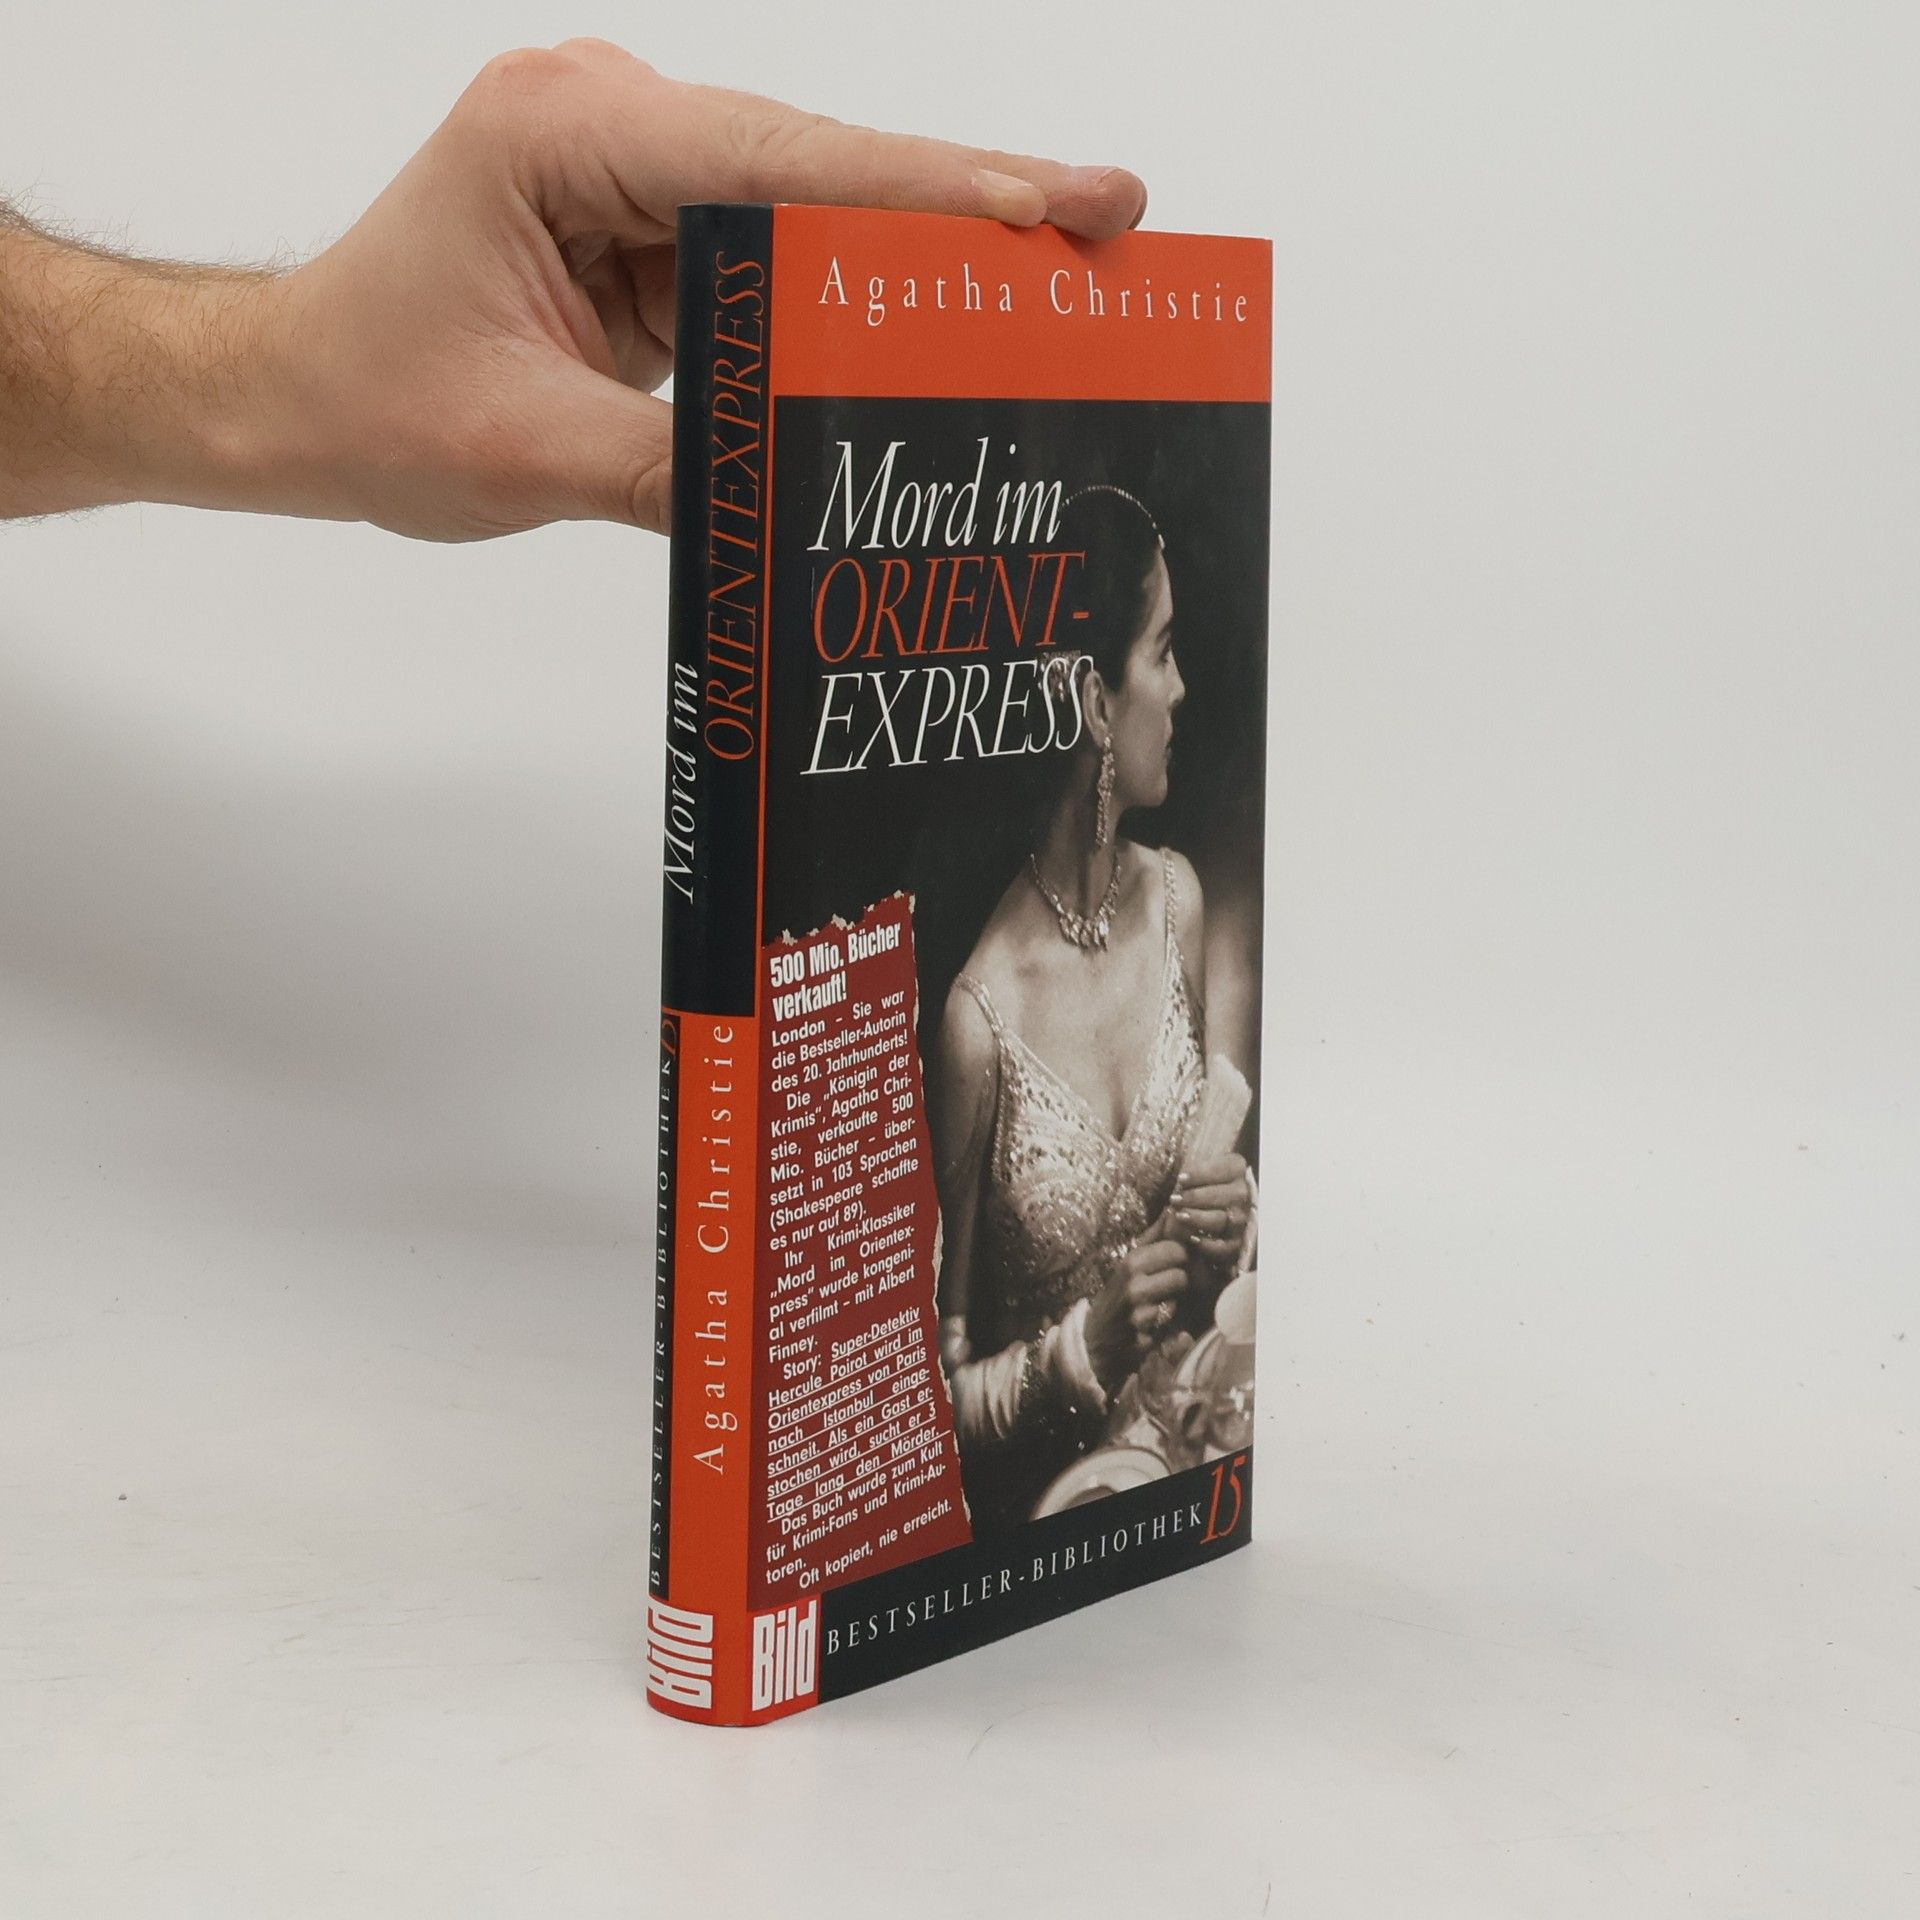 Agatha Christie
Mord im
ORIENT-
EXPRESS
500 Mio. Bücher
verkauft!
London – Sie war
die Bestseller-Autorin
des 20. Jahrhunderts!
Die „Königin der
Krimis“, Agatha Chri-
stie, verkaufte 500
Mio. Bücher – über-
setzt in 103 Sprachen
(Shakespeare schaffte
es nur auf 89).
Ihr Krimi-Klassiker
„Mord im Orientex-
press“ wurde kongeni-
al verfilmt – mit Albert
Finney.
Story: Super-Detektiv
Hercule Poirot wird im
Orientexpress von Paris
nach Istanbul einge-
schneit. Als ein Gast er-
stochen wird, sucht er 3
Tage lang den Mörder.
Das Buch wurde zum Kult
für Krimi-Fans und Krimi-Au-
toren.
Oft kopiert, nie erreicht.
Bild BESTSELLER-BIBLIOTHEK 15
Mord im
ORIENTEXPRESS
Agatha Christie
BESTSELLER-BIBLIOTHEK 15
Bild